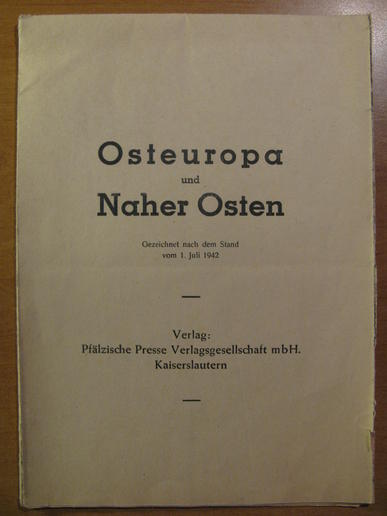 Osteuropa
und
Naher Osten
Gezeichnet nach dem Stand
vom 1. Juli 1942
Verlag:
Pfälzische Presse Verlagsgesellschaft mbH.
Kaiserslautern